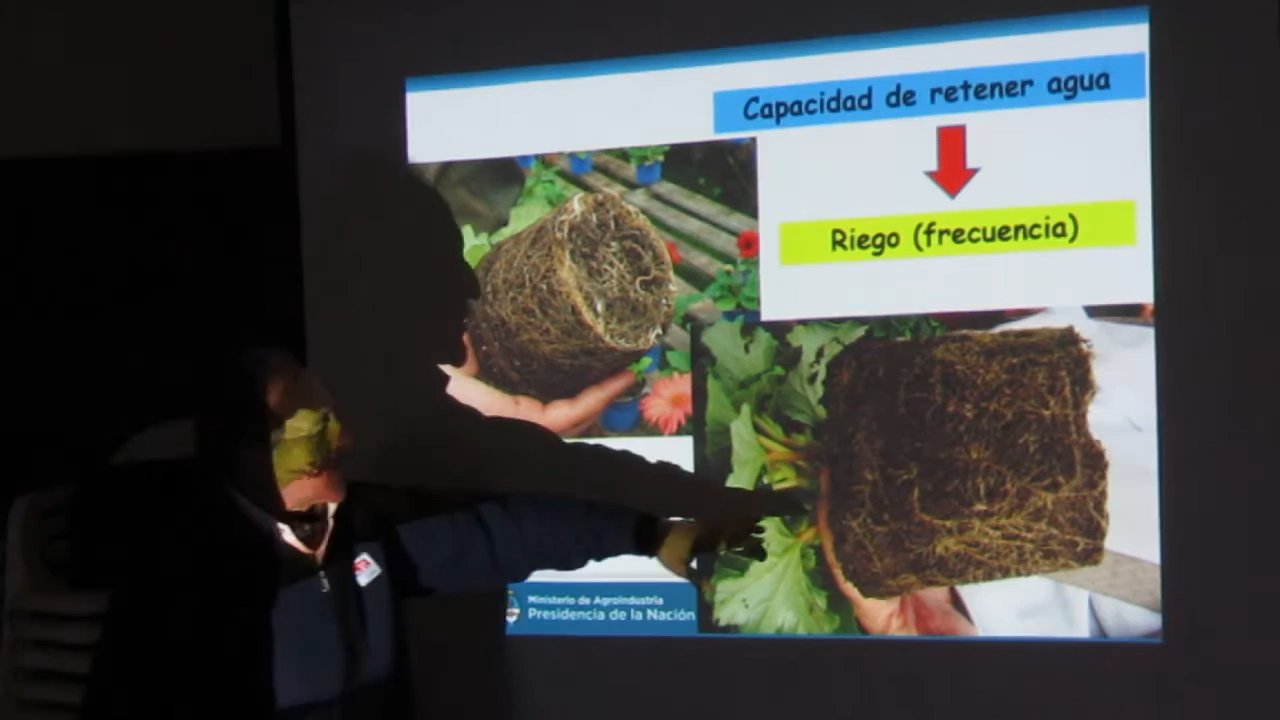 Capacidad de retener agua
Riego (frecuencia)
Ministerio de Agroindustria
Presidencia de la Nación